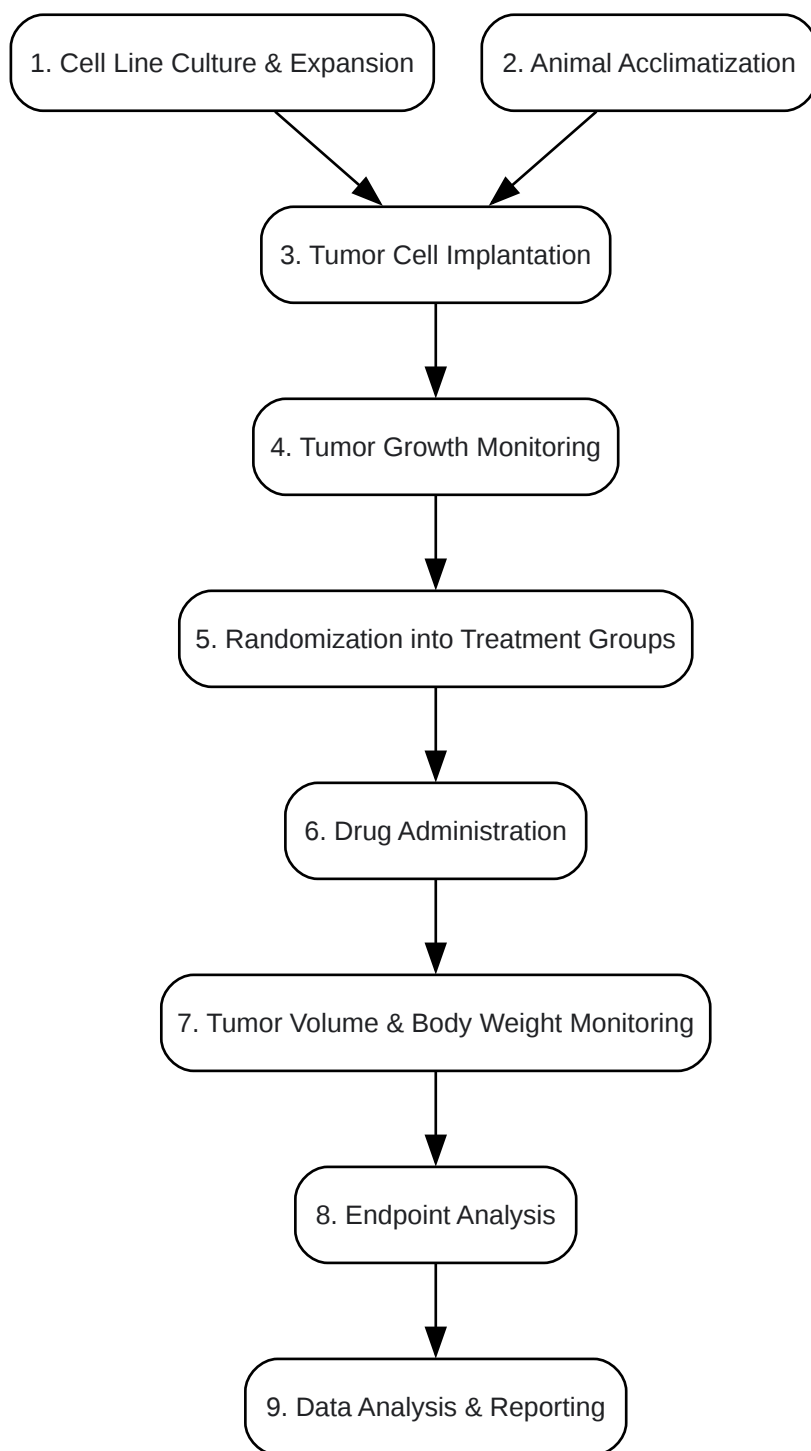 1. Cell Line Culture & Expansion
2. Animal Acclimatization
3. Tumor Cell Implantation
4. Tumor Growth Monitoring
5. Randomization into Treatment Groups
6. Drug Administration
7. Tumor Volume & Body Weight Monitoring
8. Endpoint Analysis
9. Data Analysis & Reporting